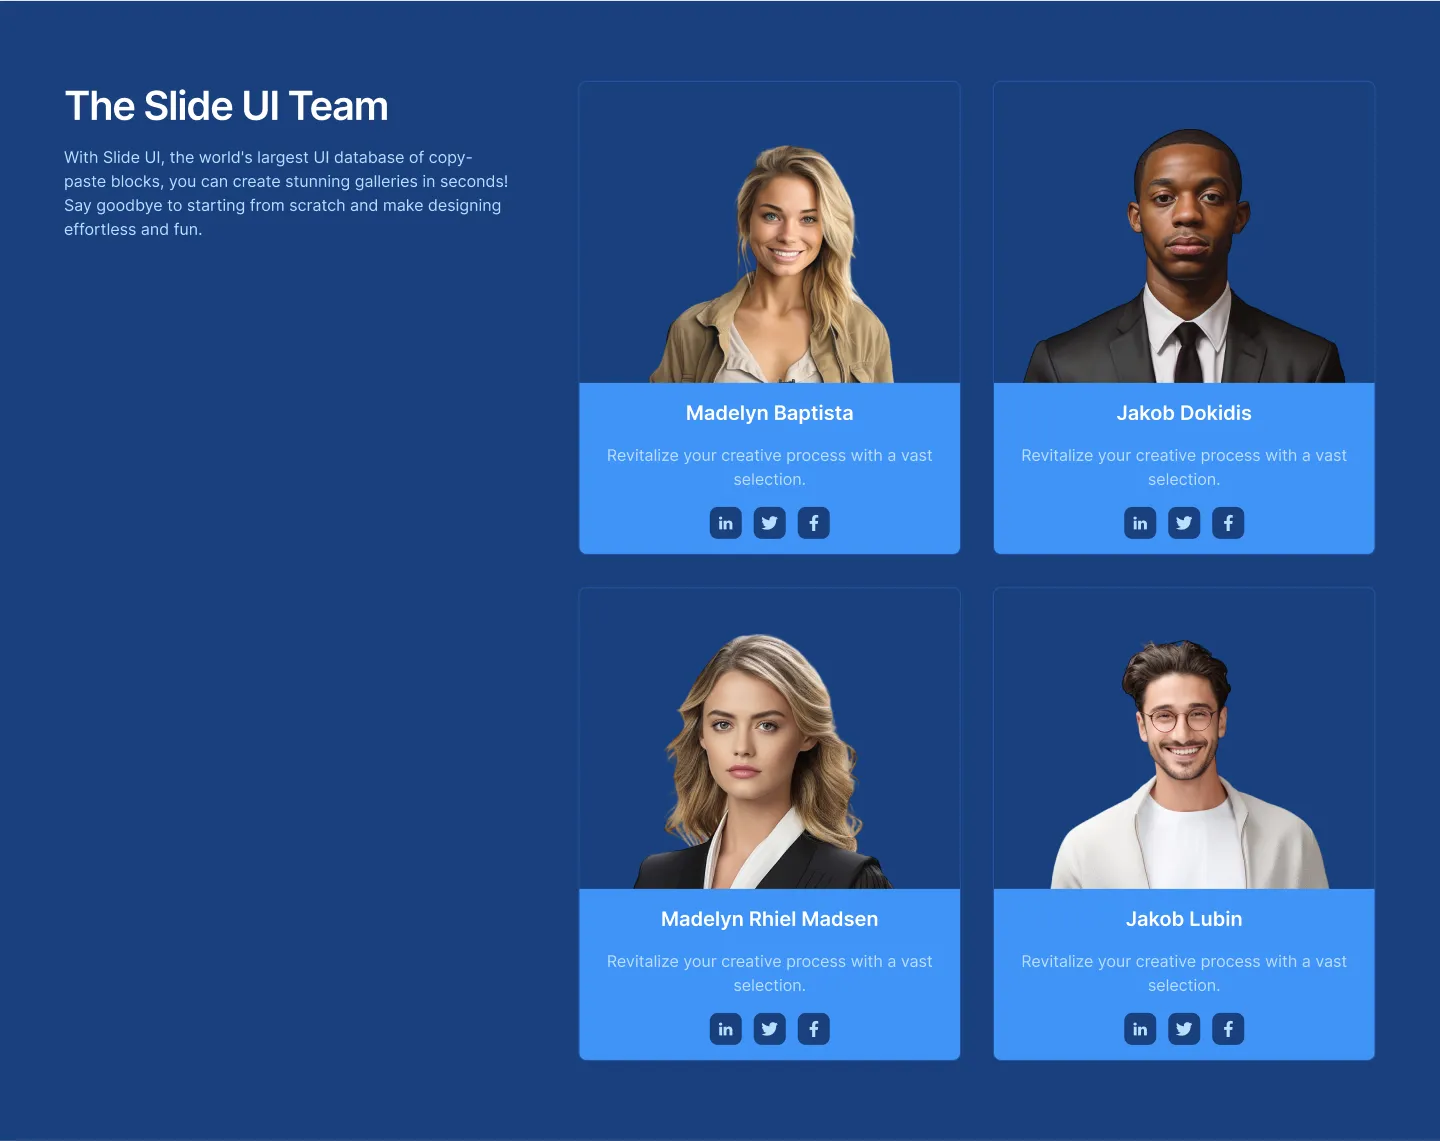 The Slide UI Team
With Slide UI, the world's largest UI database of copy-
paste blocks, you can create stunning galleries in seconds!
Say goodbye to starting from scratch and make designing
effortless and fun.
Madelyn Baptista
Revitalize your creative process with a vast
selection.
in
f
Jakob Dokidis
Revitalize your creative process with a vast
selection.
in
f
Madelyn Rhiel Madsen
Revitalize your creative process with a vast
selection.
in
f
Jakob Lubin
Revitalize your creative process with a vast
selection.
in
f